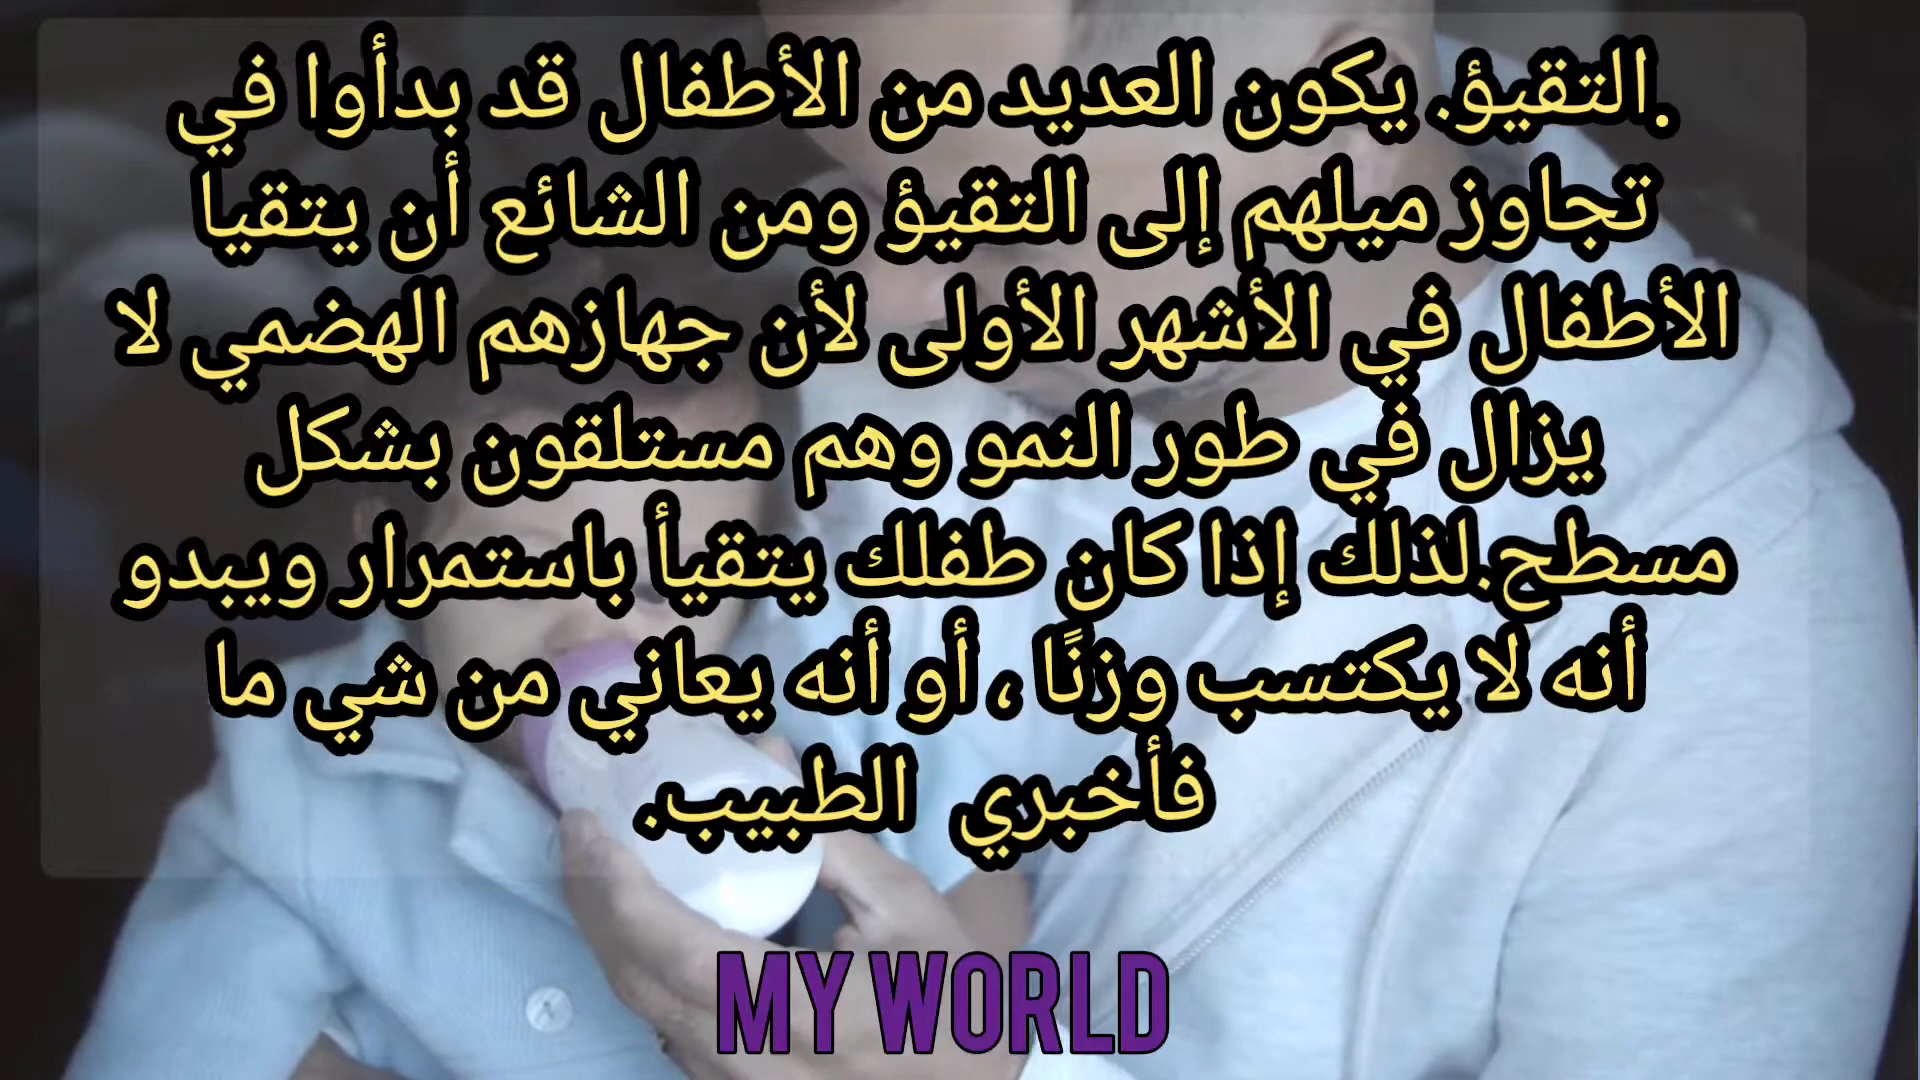 .التقيؤ. يكون العديد من الأطفال قد بدأوا في
تجاوز ميلهم إلى التقيؤ ومن الشائع أن يتقيا
الأطفال في الأشهر الأولى لأن جهازهم الهضمي لا
يزال في طور النمو وهم مستلقون بشكل
مسطح.لذلك إذا كان طفلك يتقيأ باستمرار ويبدو
أنه لا يكتسب وزنًا ، أو أنه يعاني من شي ما
فأخبري الطبيب.
MY WORLD